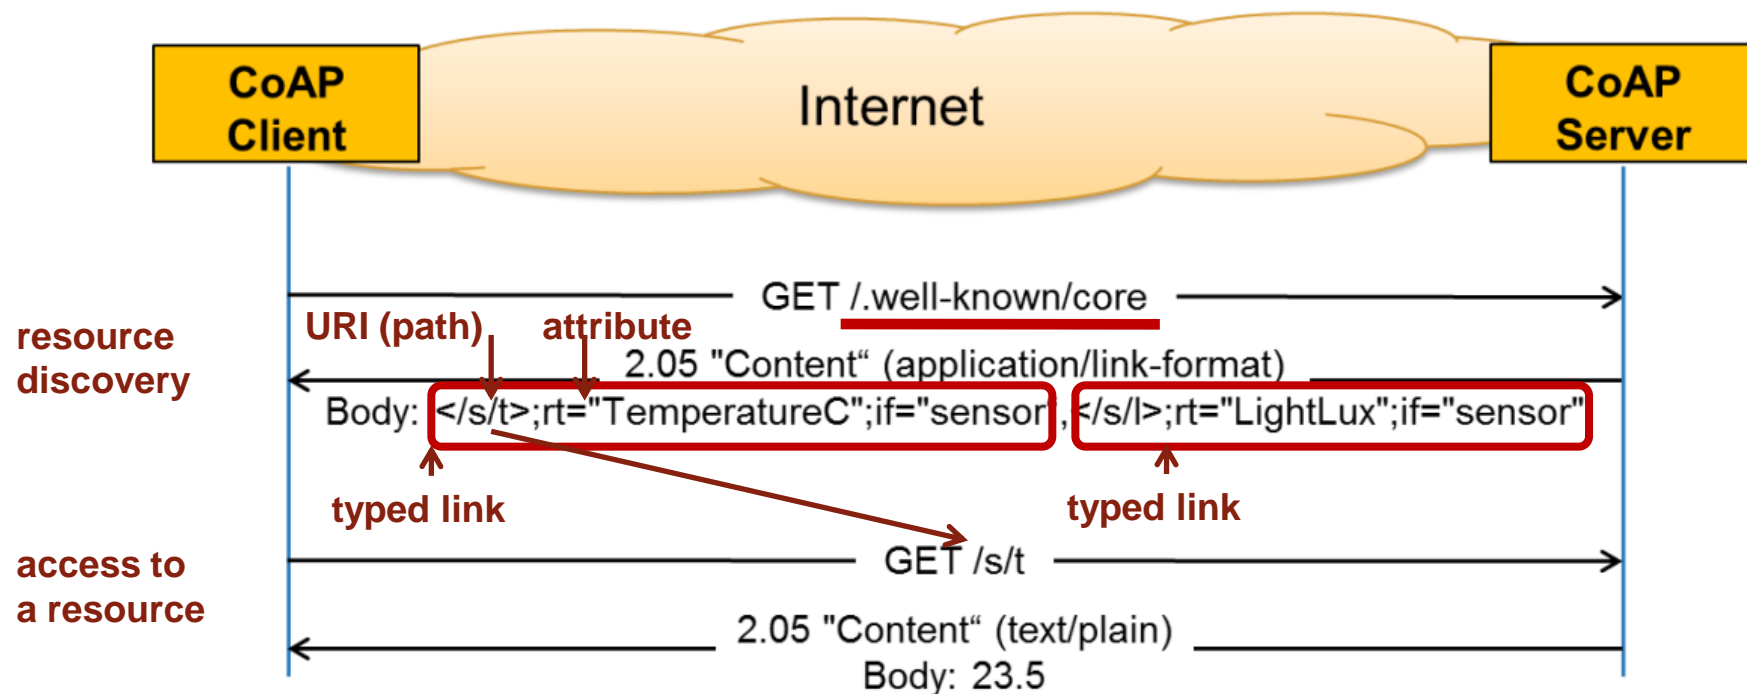 CoAP
Client
Internet
CoAP
Server
GET /.well-known/core
resource
discovery
URI (path)
attribute
2.05 "Content“ (application/link-format)
Body: </s/t>;rt="TemperatureC";if="sensor",</s/l>;rt="LightLux";if="sensor"
typed link
typed link
access to
a resource
GET /s/t
2.05 "Content“ (text/plain)
Body: 23.5